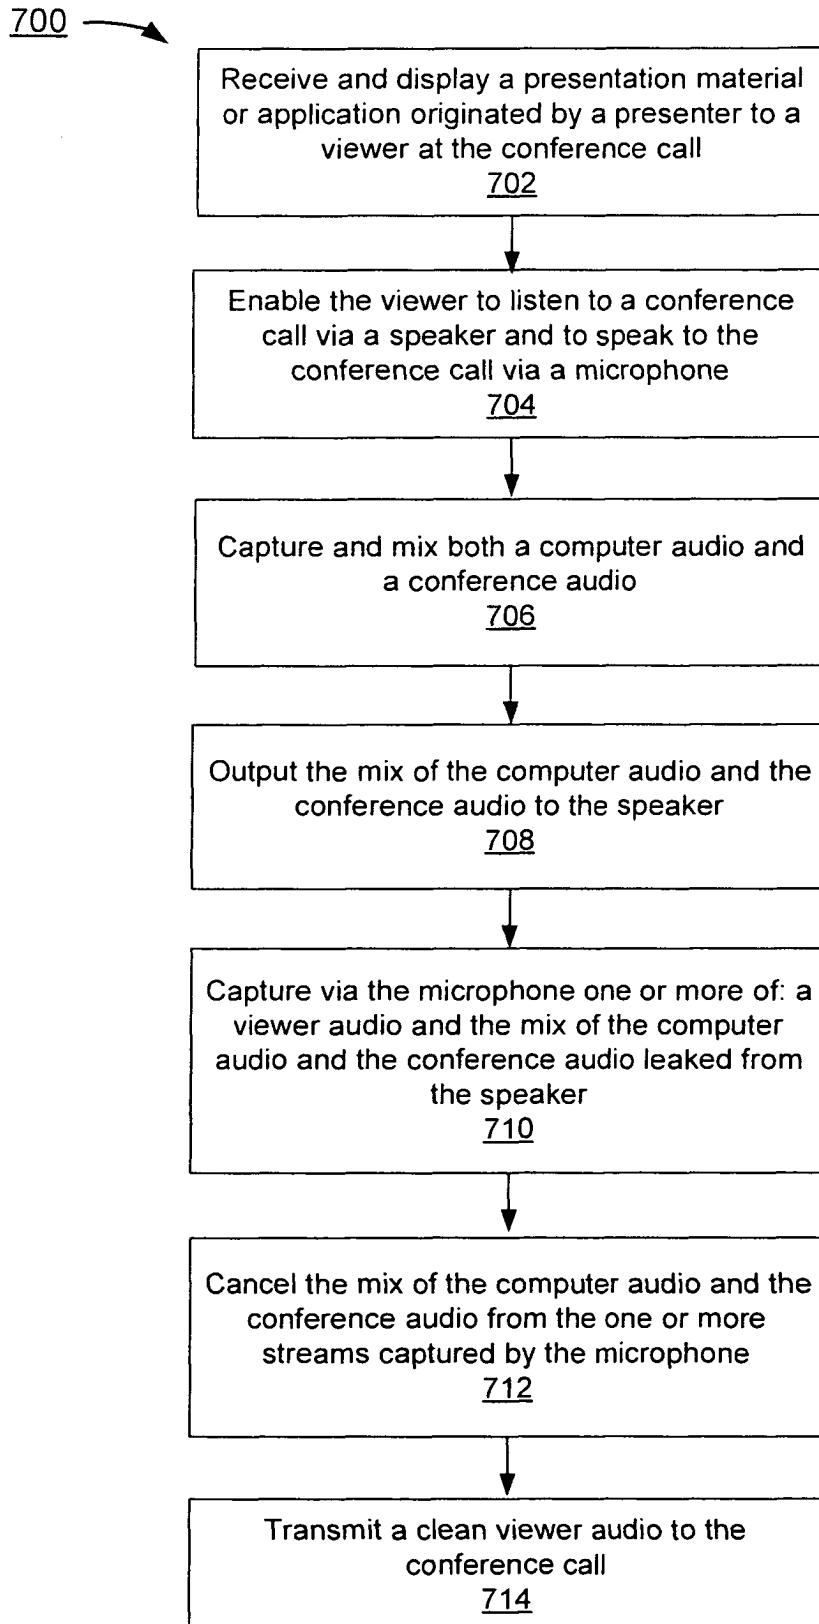 700
Receive and display a presentation material
or application originated by a presenter to a
viewer at the conference call
702
Enable the viewer to listen to a conference
call via a speaker and to speak to the
conference call via a microphone
704
Capture and mix both a computer audio and
a conference audio
706
Output the mix of the computer audio and the
conference audio to the speaker
708
Capture via the microphone one or more of: a
viewer audio and the mix of the computer
audio and the conference audio leaked from
the speaker
710
Cancel the mix of the computer audio and the
conference audio from the one or more
streams captured by the microphone
712
Transmit a clean viewer audio to the
conference call
714